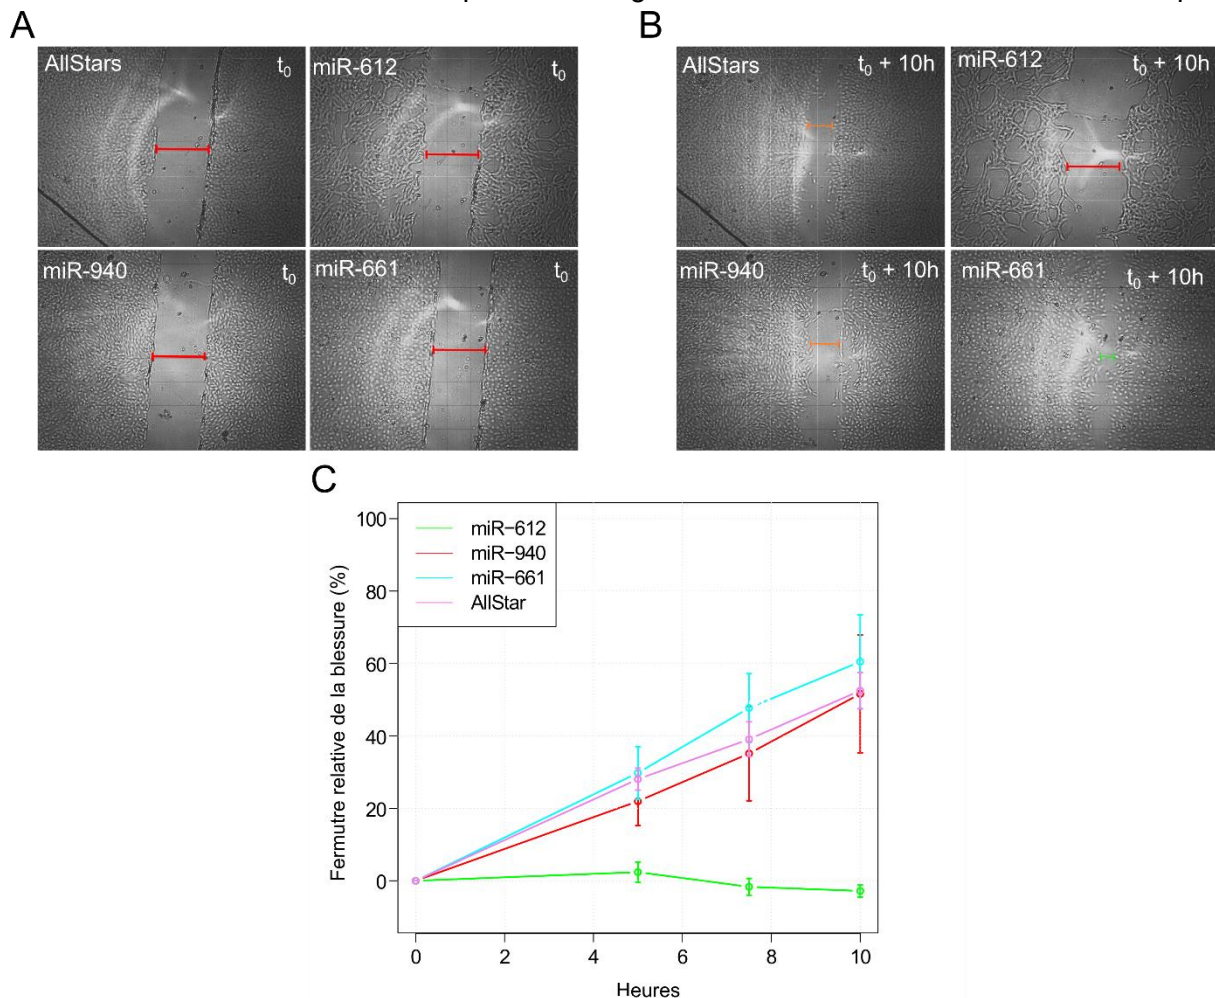 A
B
AllStars
t0
miR-612
t0
AllStars
t0 + 10h
miR-612
t0 + 10h
miR-940
t0
miR-661
t0
miR-940
t0 + 10h
miR-661
t0 + 10h
C
miR-612
miR-940
miR-661
AllStar
Fermutre relative de la blessure (%)
100
80
60
40
20
0
0 2 4 6 8 10
Heures